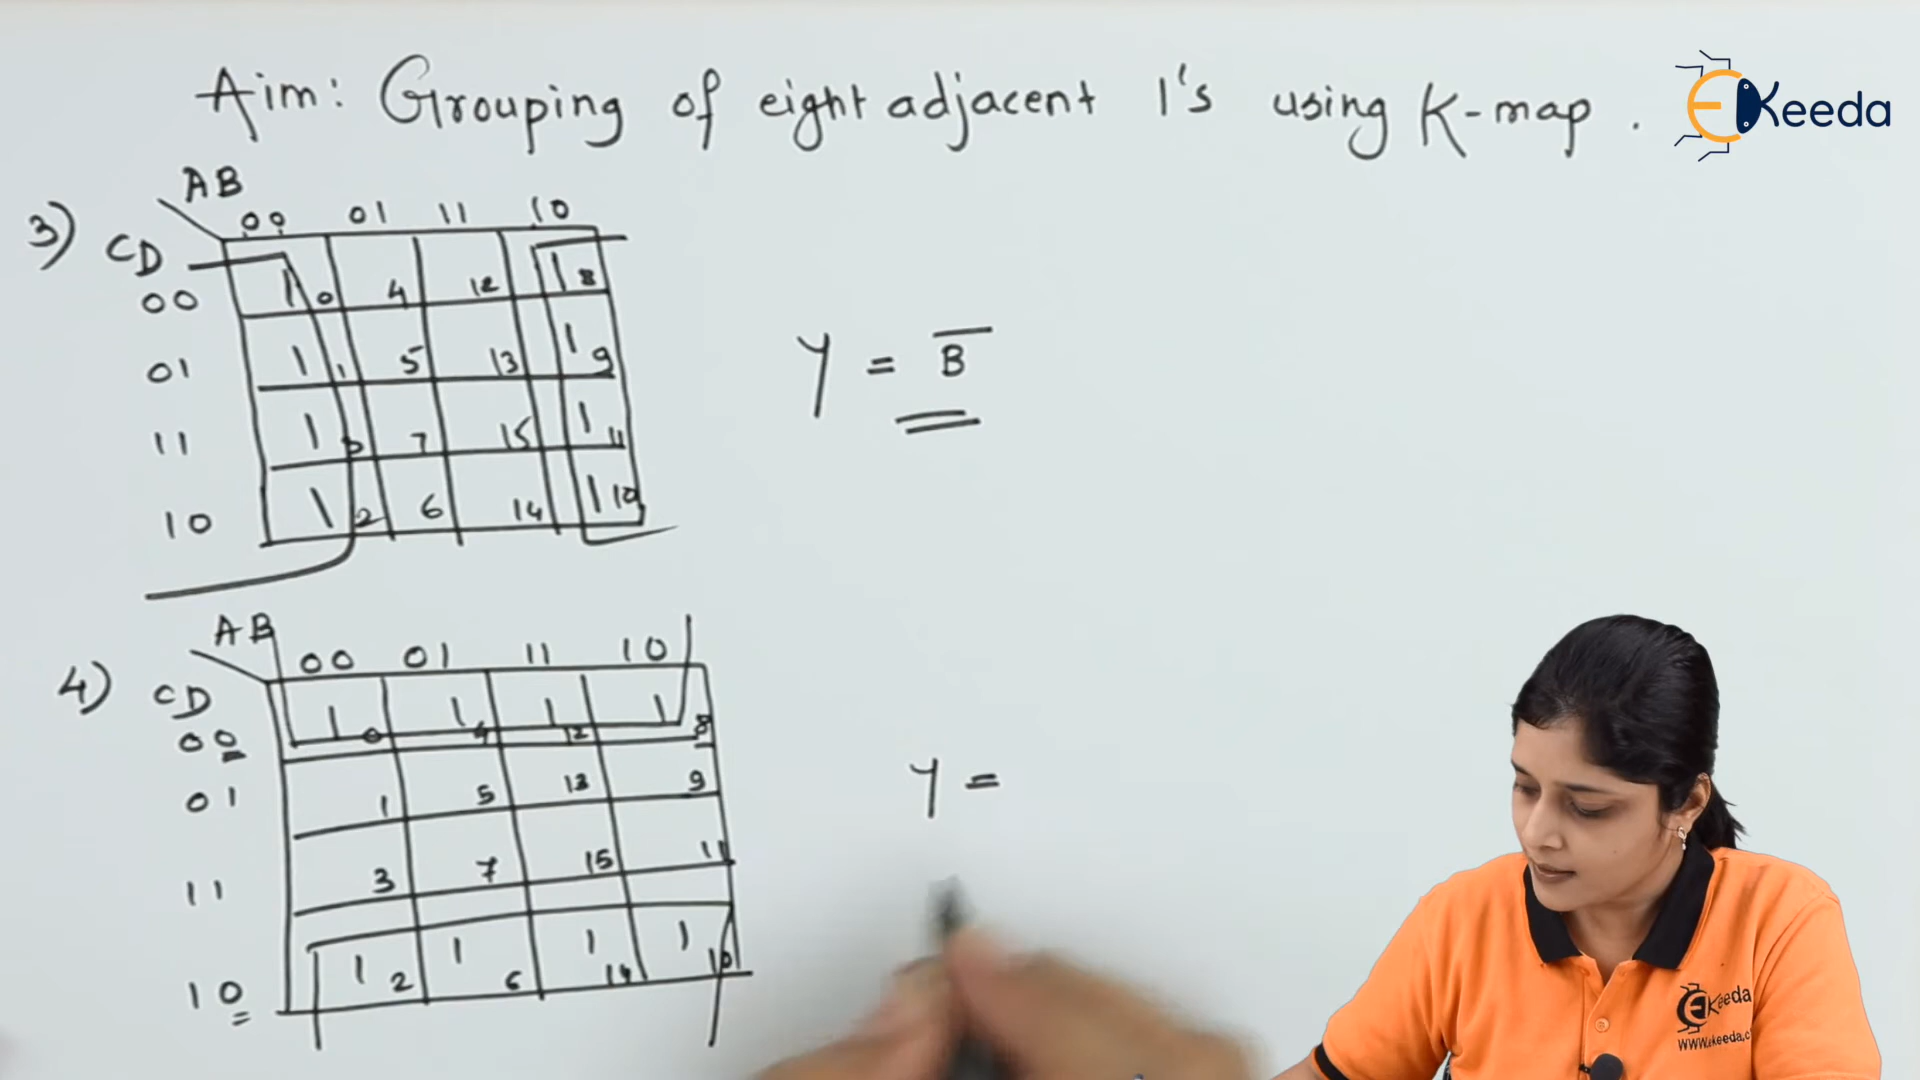 Aim: Grouping of eight adjacent 1's using K-map.
EKeeda
3)
AB
CD
00 01 11 10
00 1 0 4 12 1 8
01 1 1 5 13 1 9
11 1 3 7 15 1 11
10 1 2 6 14 1 10
Y = B̅
4)
AB
CD
00 01 11 10
00 1 0 1 4 1 12 1 8
01 1 5 13 9
11 3 7 15 11
10 1 2 1 6 1 14 1 10
Y =
EKeeda